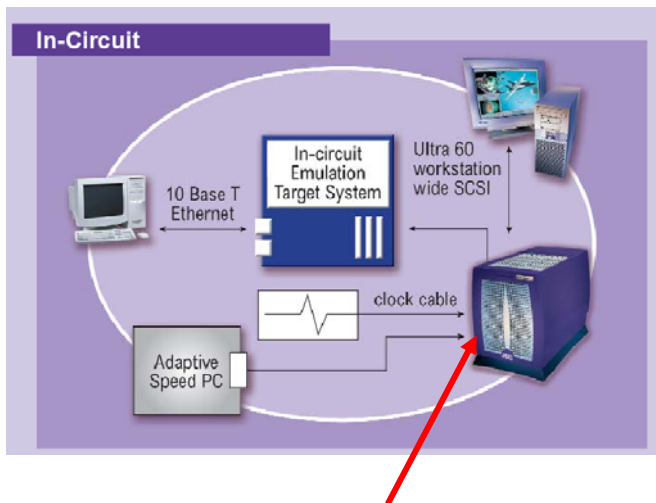 In-Circuit
In-circuit
Emulation
Target System
Ultra 60
workstation
wide SCSI
10 Base T
Ethernet
clock cable
Adaptive
Speed PC